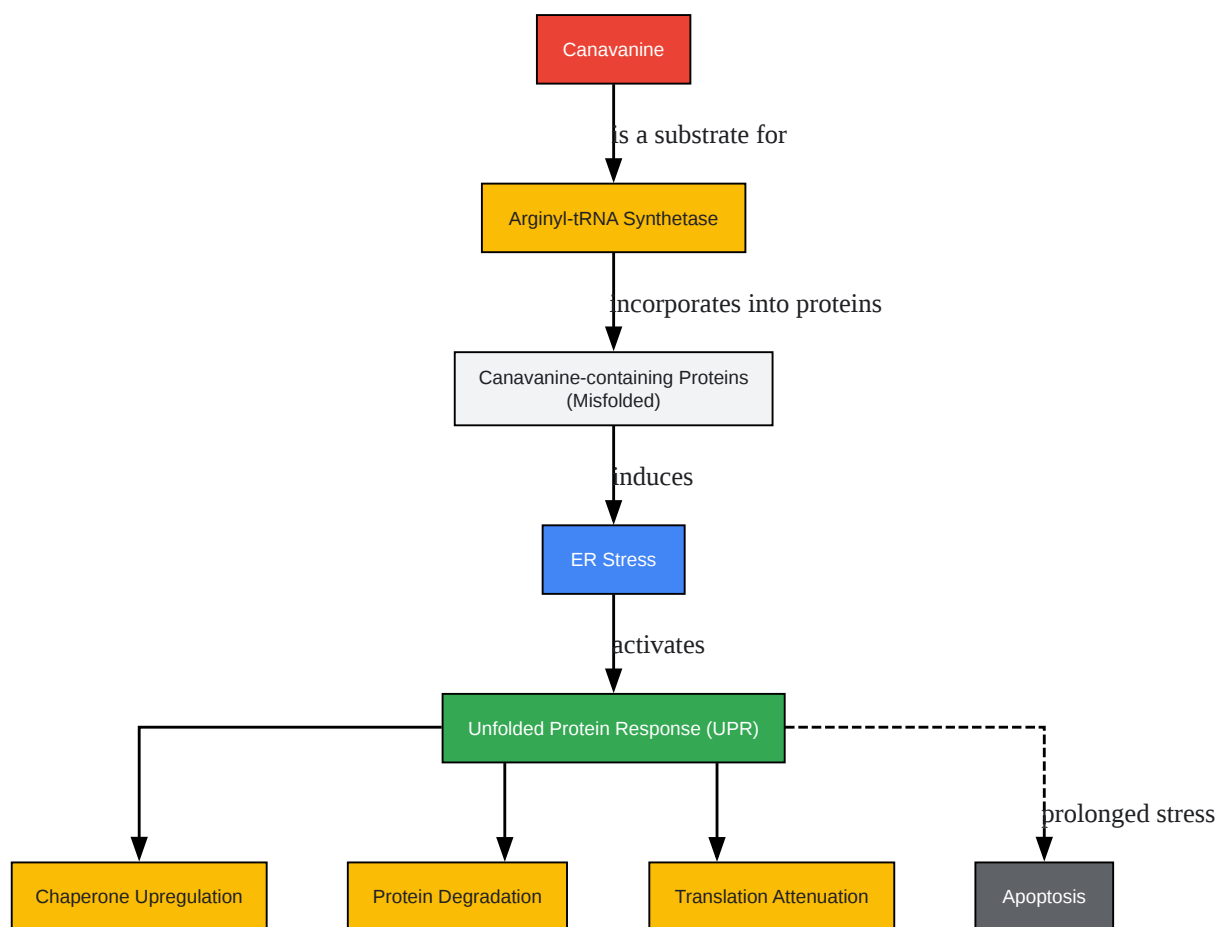 Canavanine
is a substrate for
Arginyl-tRNA Synthetase
incorporates into proteins
Canavanine-containing Proteins
(Misfolded)
induces
ER Stress
activates
Unfolded Protein Response (UPR)
prolonged stress
Chaperone Upregulation
Protein Degradation
Translation Attenuation
Apoptosis